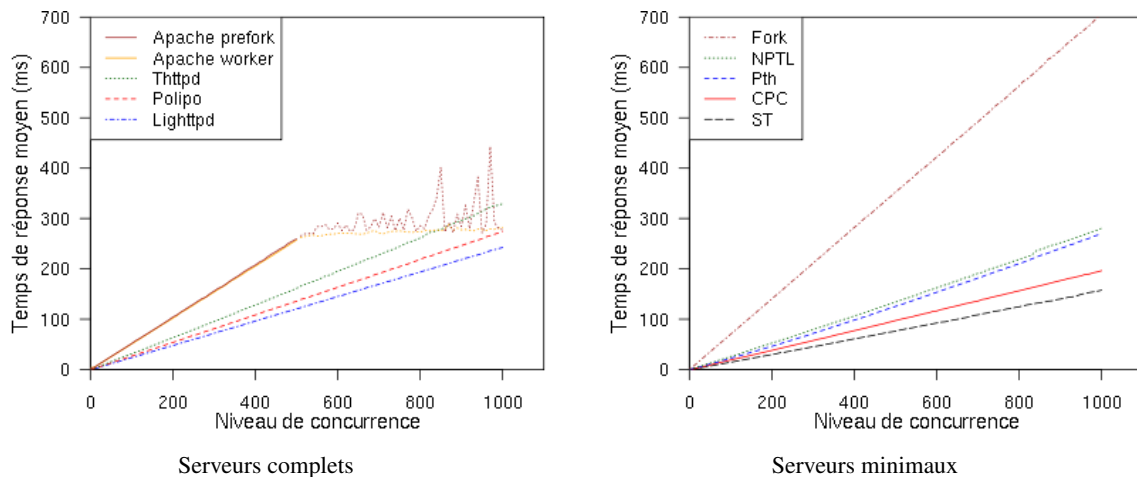 Temps de réponse moyen (ms)
700
600
500
400
300
200
100
0
Apache prefork
Apache worker
Thttpd
Polipo
Lighttpd
0 200 400 600 800 1000
Niveau de concurrence
Serveurs complets
Temps de réponse moyen (ms)
700
600
500
400
300
200
100
0
Fork
NPTL
Pth
CPC
ST
0 200 400 600 800 1000
Niveau de concurrence
Serveurs minimaux